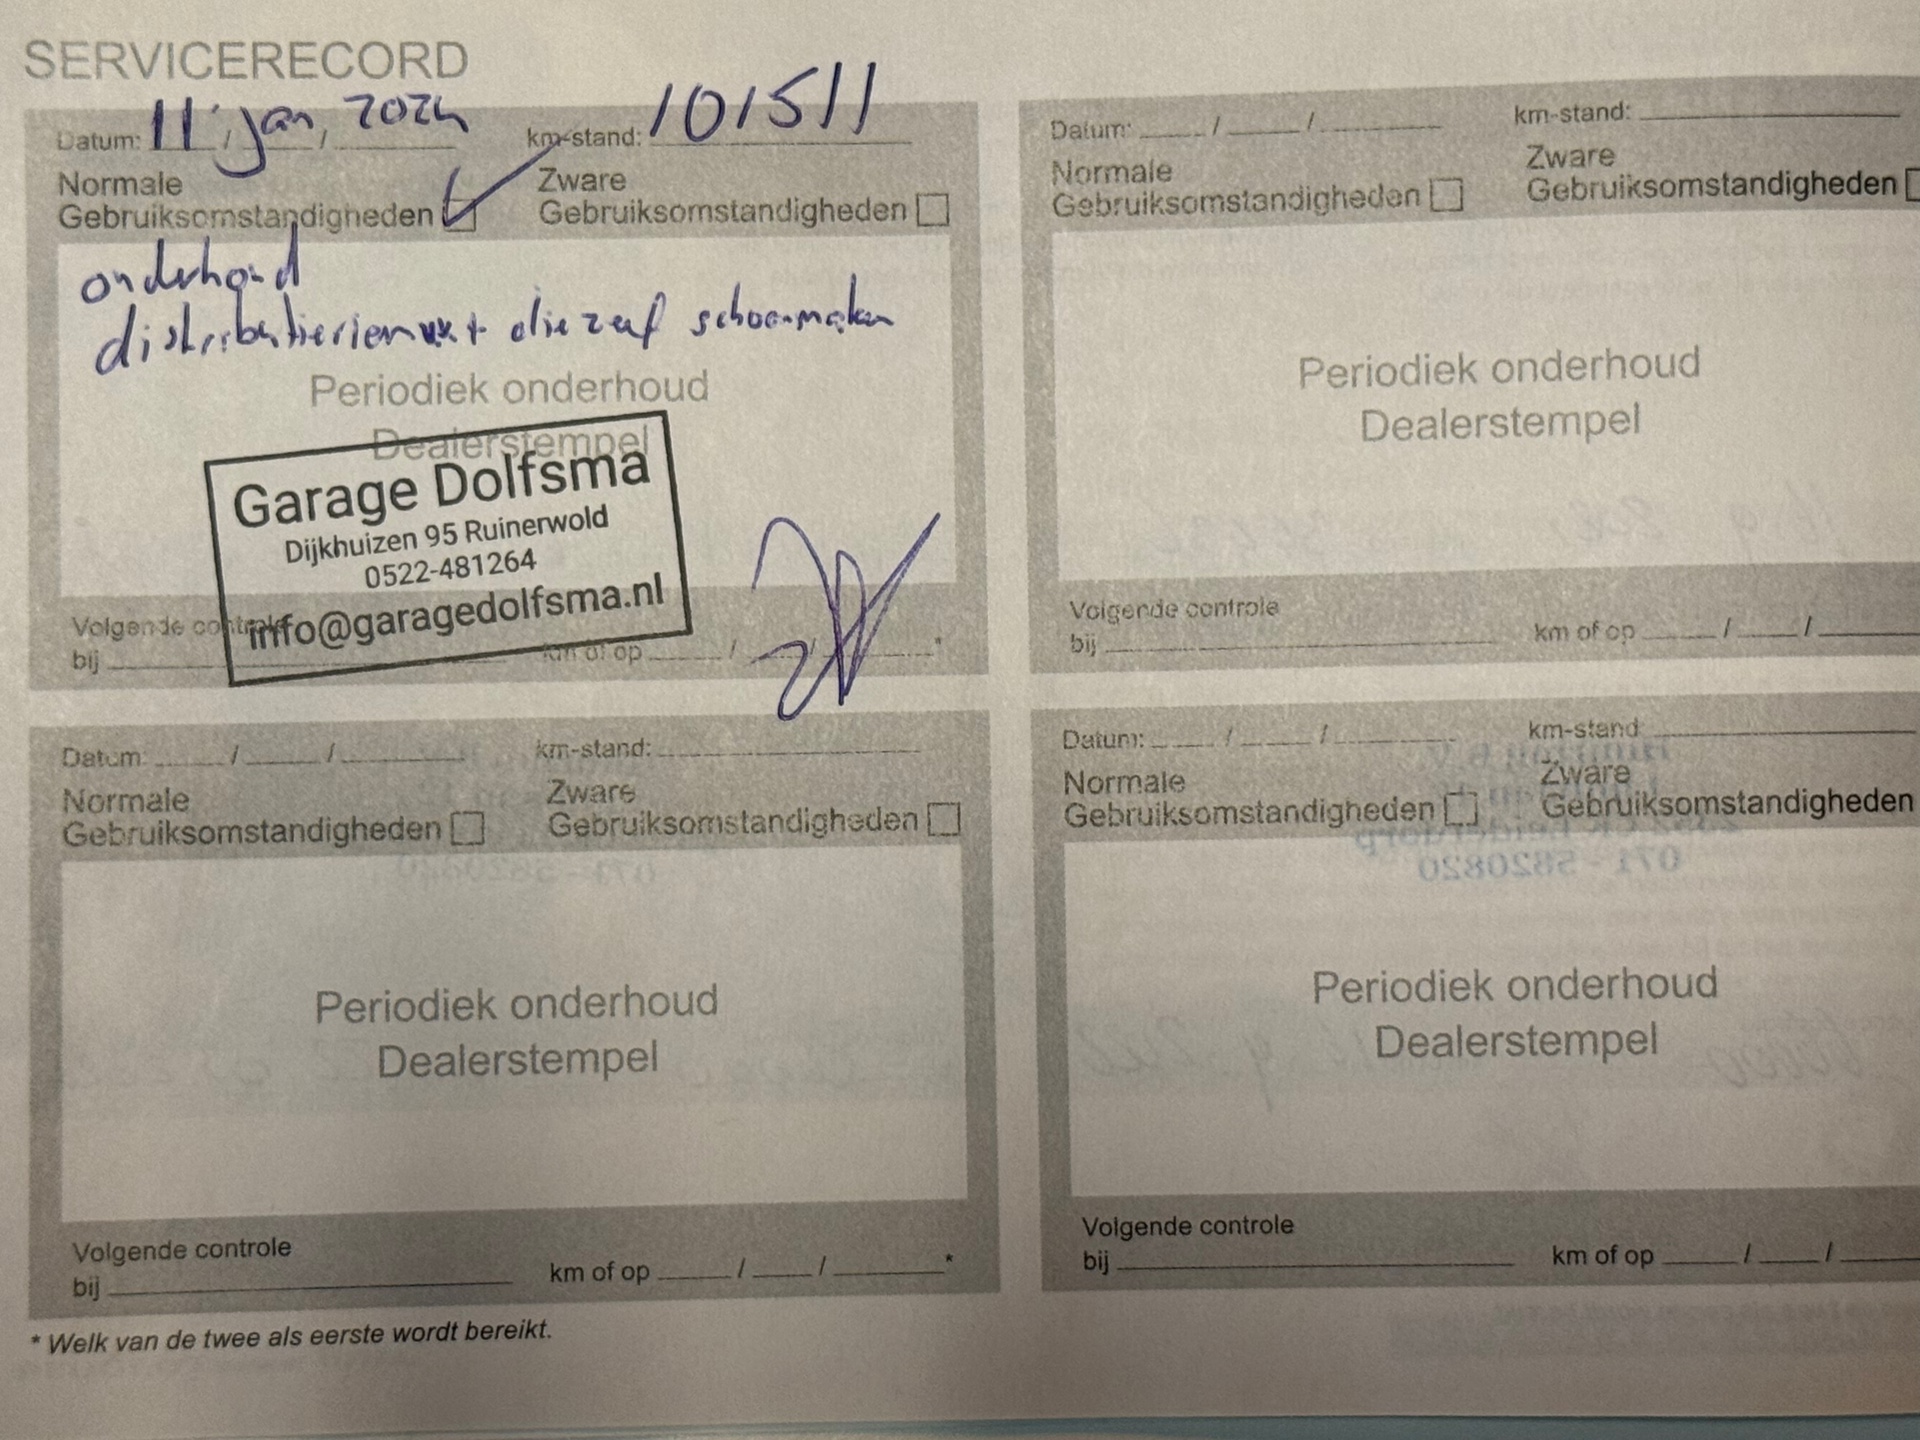 SERVICERECORD
Datum: 11 / jan / 2024 km-stand: 101511
Normale Zware
Gebruiksomstandigheden Gebruiksomstandigheden
onderhoud
distributieriem + oliezeef schoonmaken
Periodiek onderhoud
Dealerstempel
Garage Dolfsma
Dijkhuizen 95 Ruinerwold
0522-481264
info@garagedolfsma.nl
Volgende controle
bij km of op / / *
Datum: / / km-stand:
Normale Zware
Gebruiksomstandigheden Gebruiksomstandigheden
Periodiek onderhoud
Dealerstempel
Volgende controle
bij km of op / /
Datum: / / km-stand:
Normale Zware
Gebruiksomstandigheden Gebruiksomstandigheden
Periodiek onderhoud
Dealerstempel
Volgende controle
bij km of op / / *
Datum: / / km-stand
Normale Zware
Gebruiksomstandigheden Gebruiksomstandigheden
071 - 5820820
Periodiek onderhoud
Dealerstempel
Volgende controle
bij km of op / /
* Welk van de twee als eerste wordt bereikt.